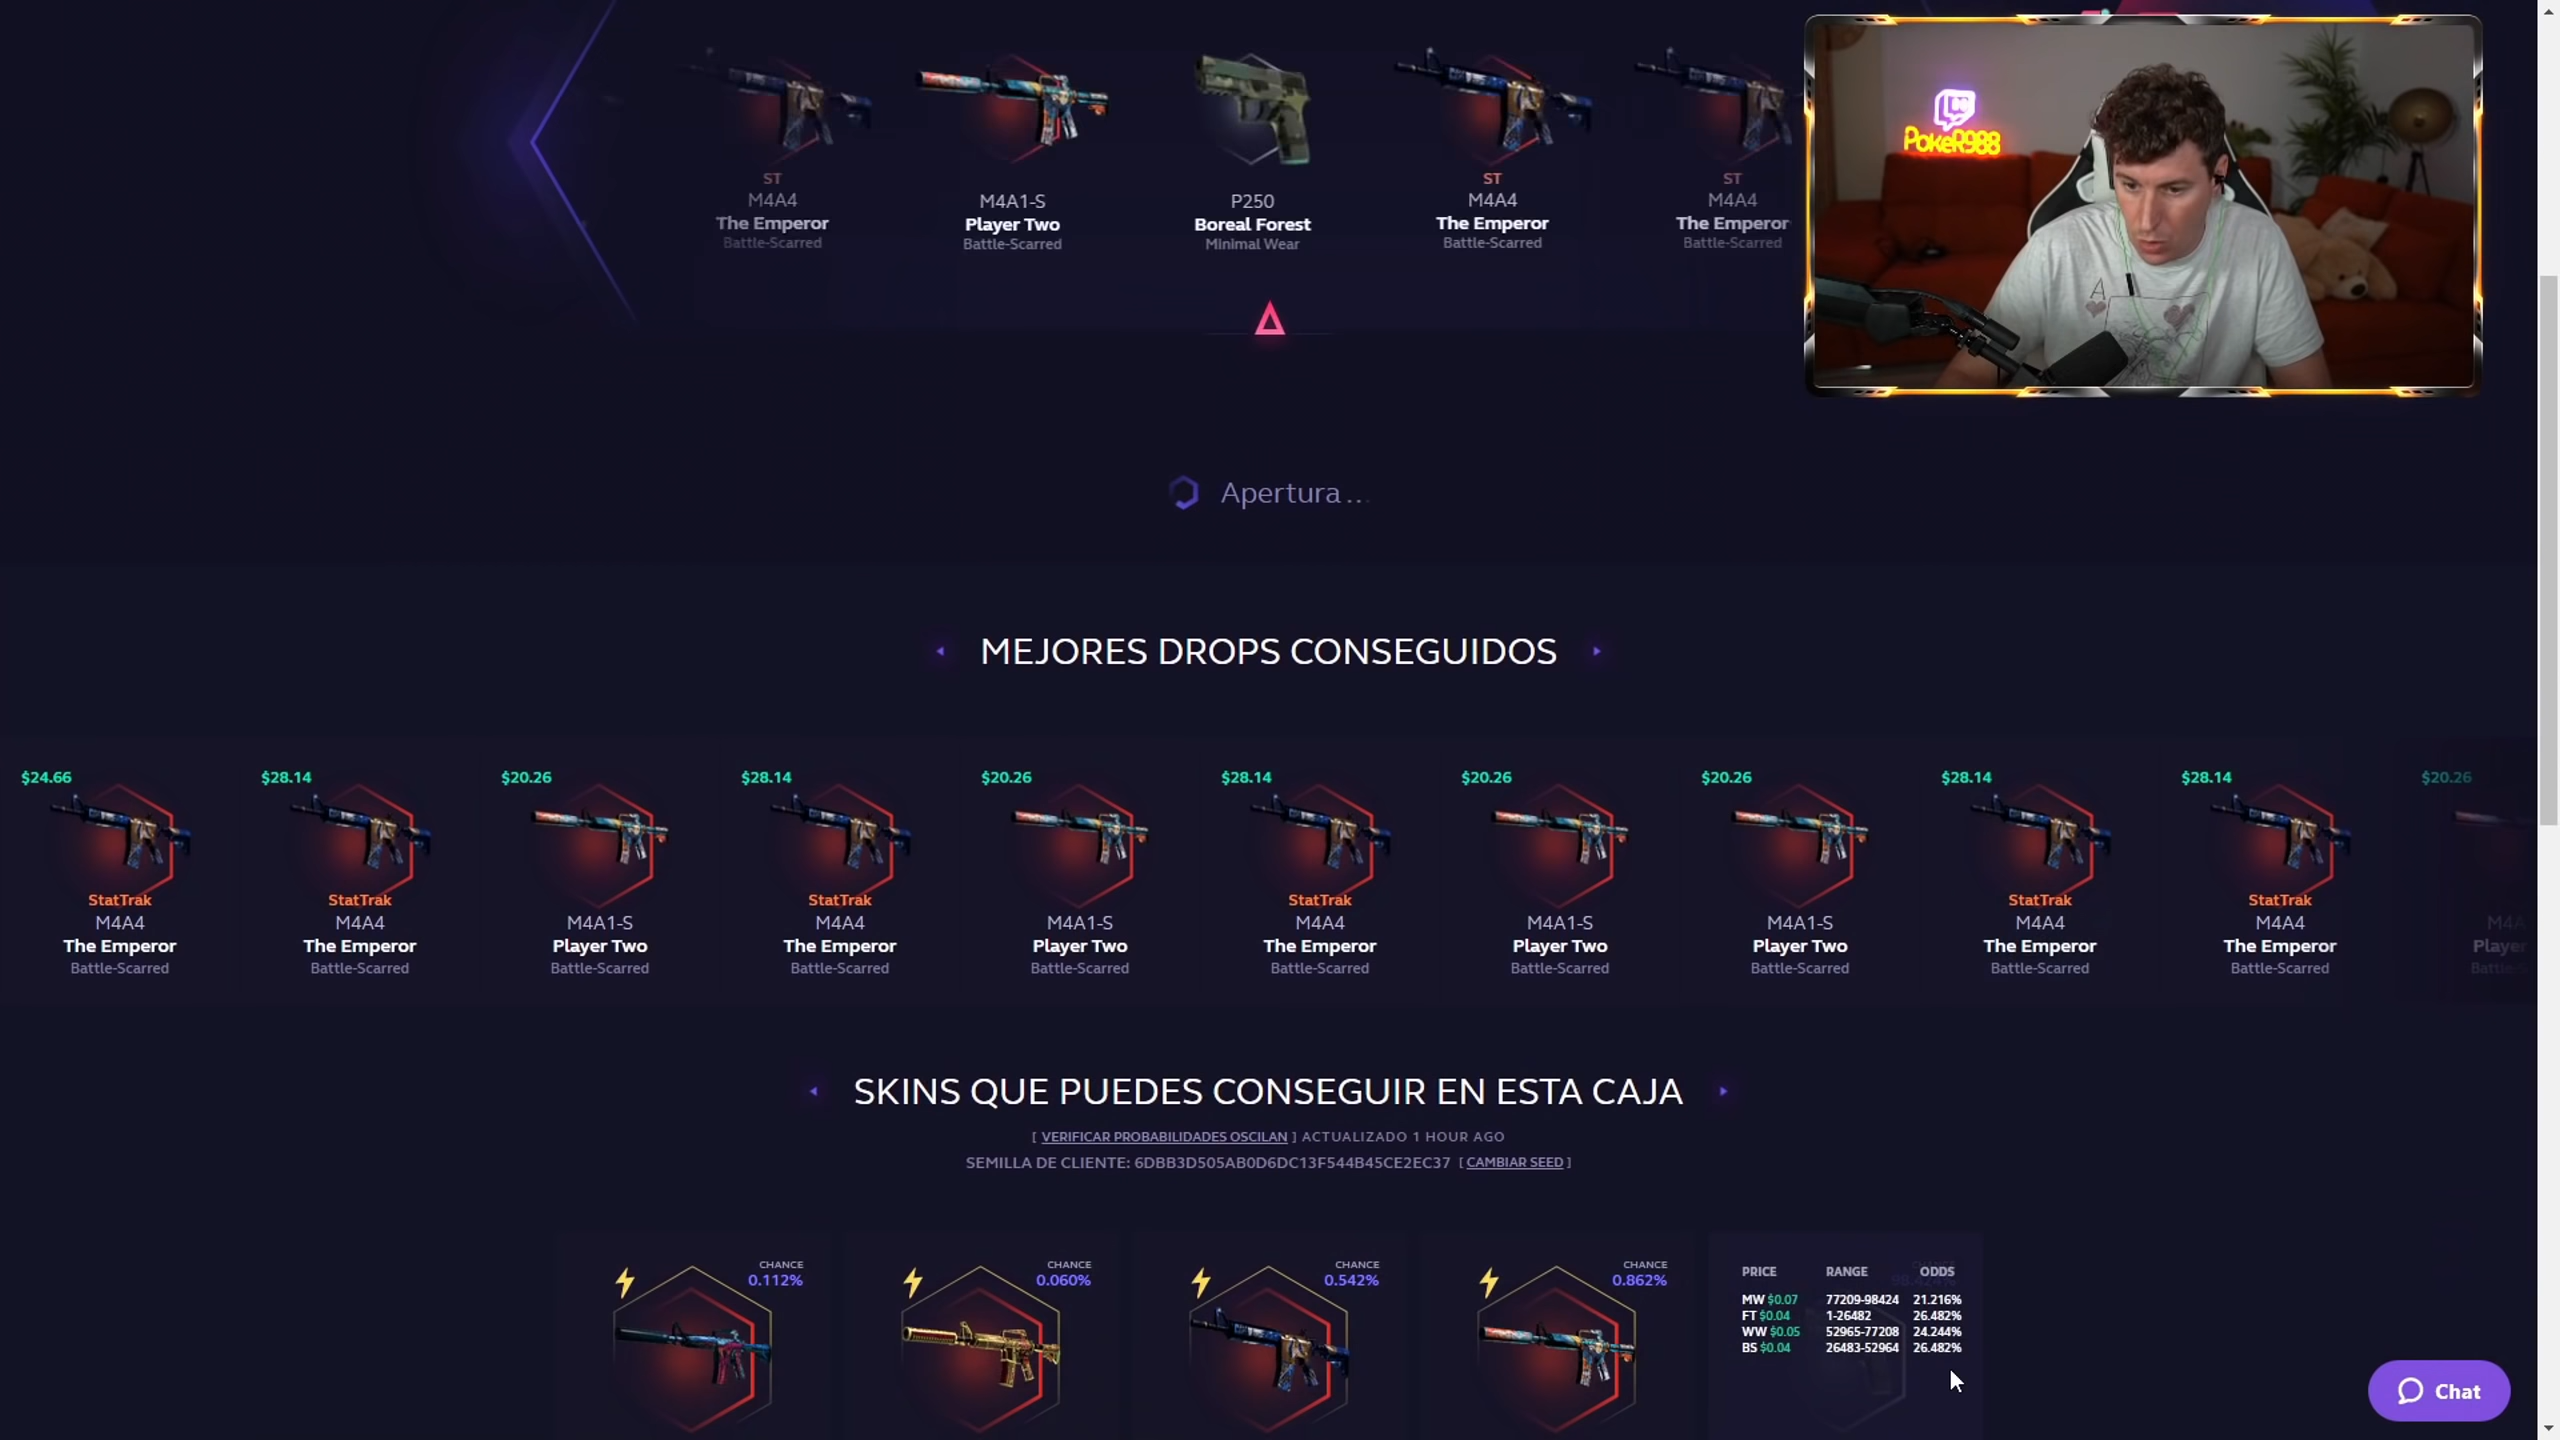 PokeR988
ST
M4A4
The Emperor
Battle-Scarred
M4A1-S
Player Two
Battle-Scarred
P250
Boreal Forest
Minimal Wear
ST
M4A4
The Emperor
Battle-Scarred
ST
M4A4
The Emperor
Battle-Scarred
A
Apertura ...
MEJORES DROPS CONSEGUIDOS
$24.66
StatTrak
M4A4
The Emperor
Battle-Scarred
$28.14
StatTrak
M4A4
The Emperor
Battle-Scarred
$20.26
M4A1-S
Player Two
Battle-Scarred
$28.14
StatTrak
M4A4
The Emperor
Battle-Scarred
$20.26
M4A1-S
Player Two
Battle-Scarred
$28.14
StatTrak
M4A4
The Emperor
Battle-Scarred
$20.26
M4A1-S
Player Two
Battle-Scarred
$20.26
M4A1-S
Player Two
Battle-Scarred
$28.14
StatTrak
M4A4
The Emperor
Battle-Scarred
$28.14
StatTrak
M4A4
The Emperor
Battle-Scarred
$20.26
M4A
Player
Battle-S
SKINS QUE PUEDES CONSEGUIR EN ESTA CAJA
[ VERIFICAR PROBABILIDADES OSCILAN ] ACTUALIZADO 1 HOUR AGO
SEMILLA DE CLIENTE: 6DBB3D505AB0D6DC13F544B45CE2EC37 [ CAMBIAR SEED ]
CHANCE
0.112%
CHANCE
0.060%
CHANCE
0.542%
CHANCE
0.862%
PRICE RANGE ODDS
MW $0.07 77209-98424 21.216%
FT $0.04 1-26482 26.482%
WW $0.05 52965-77208 24.244%
BS $0.04 26483-52964 26.482%
Chat